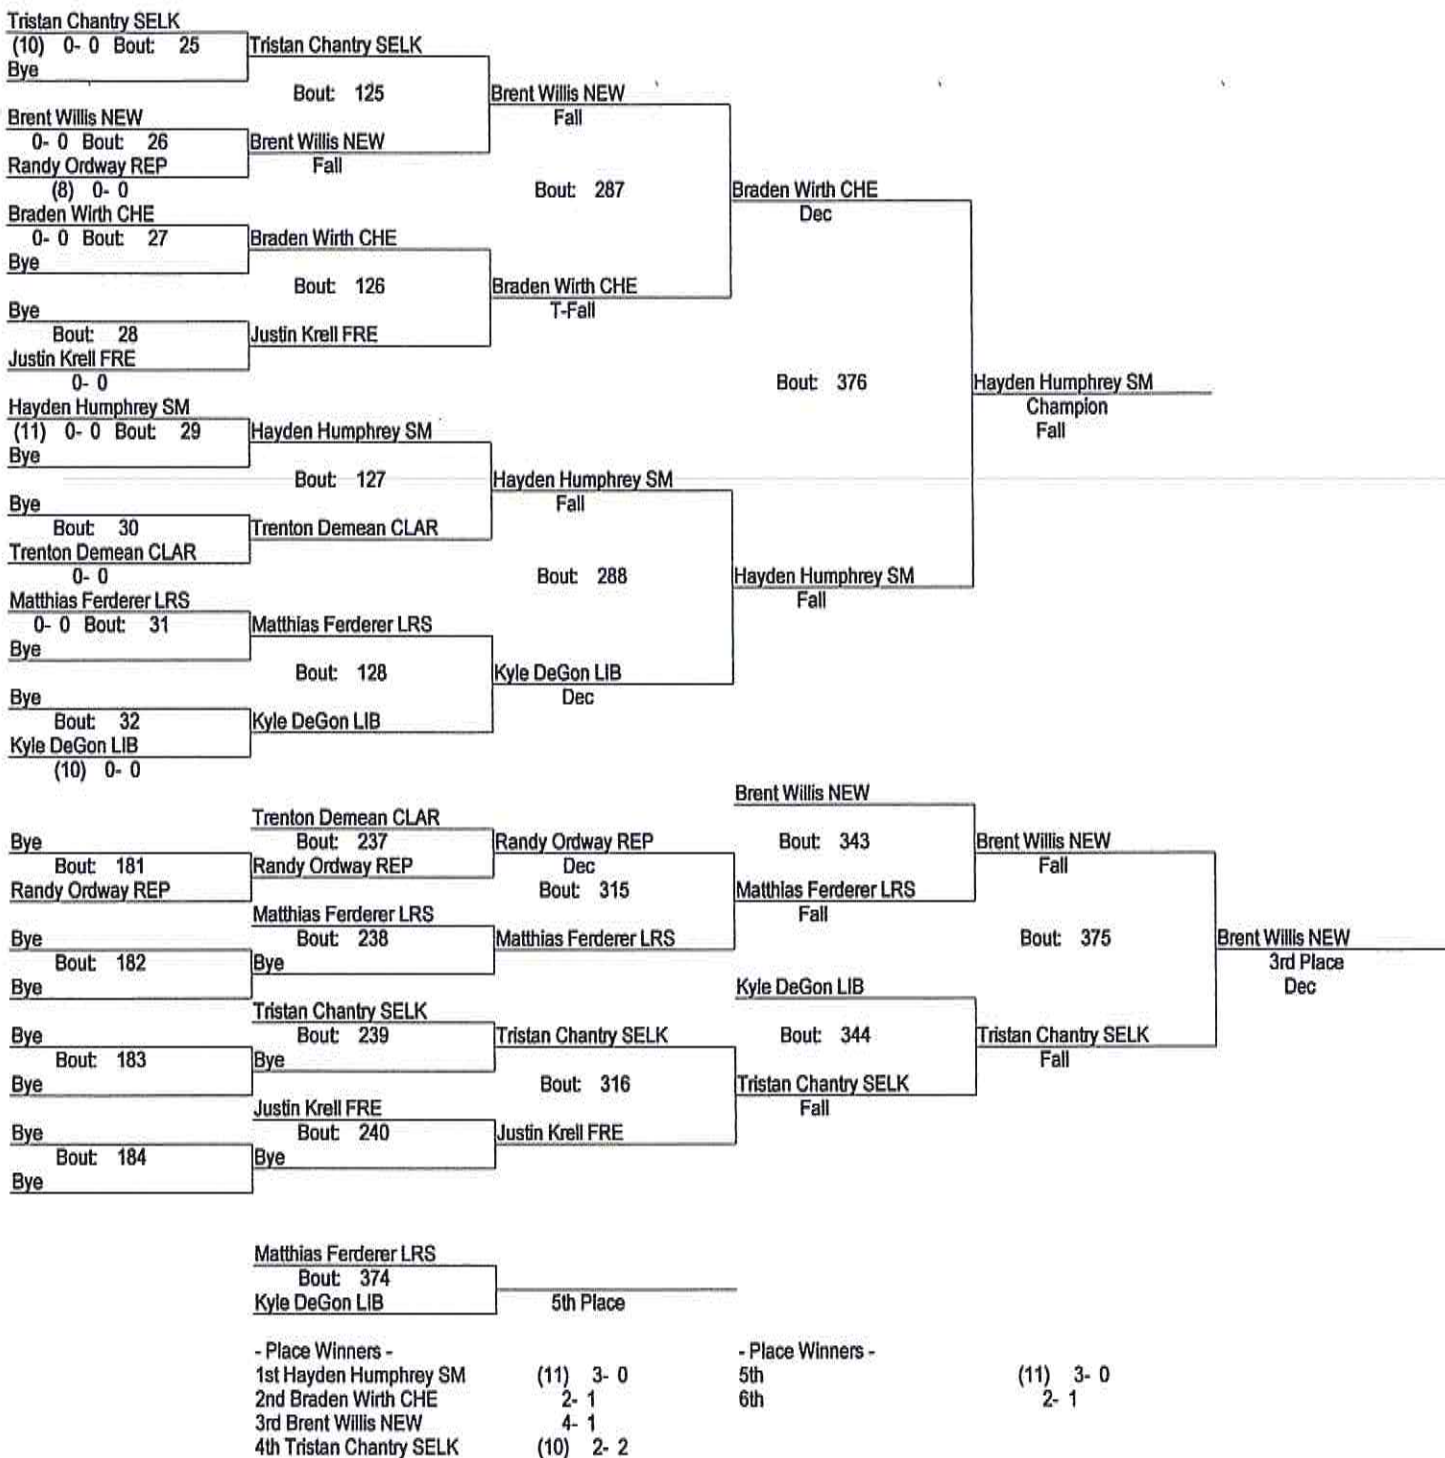 Tristan Chantry SELK
(10) 0- 0 Bout: 25
Bye
Tristan Chantry SELK
Bout: 125
Brent Willis NEW
0- 0 Bout: 26
Randy Ordway REP
(8) 0- 0
Brent Willis NEW
Fall
Brent Willis NEW
Fall
Bout: 287
Braden Wirth CHE
0- 0 Bout: 27
Bye
Braden Wirth CHE
Bout: 126
Bye
Bout: 28
Justin Krell FRE
0- 0
Justin Krell FRE
Braden Wirth CHE
T-Fall
Braden Wirth CHE
Dec
Bout: 376
Hayden Humphrey SM
Champion
Fall
Hayden Humphrey SM
(11) 0- 0 Bout: 29
Bye
Hayden Humphrey SM
Bout: 127
Bye
Bout: 30
Trenton Demean CLAR
0- 0
Trenton Demean CLAR
Hayden Humphrey SM
Fall
Bout: 288
Hayden Humphrey SM
Fall
Matthias Ferderer LRS
0- 0 Bout: 31
Bye
Matthias Ferderer LRS
Bout: 128
Bye
Bout: 32
Kyle DeGon LIB
(10) 0- 0
Kyle DeGon LIB
Kyle DeGon LIB
Dec
Bye
Bout: 181
Randy Ordway REP
Trenton Demean CLAR
Bout: 237
Randy Ordway REP
Randy Ordway REP
Dec
Bout: 315
Brent Willis NEW
Bout: 343
Matthias Ferderer LRS
Fall
Brent Willis NEW
Fall
Bye
Bout: 182
Bye
Matthias Ferderer LRS
Bout: 238
Bye
Matthias Ferderer LRS
Bout: 375
Brent Willis NEW
3rd Place
Dec
Bye
Bout: 183
Bye
Tristan Chantry SELK
Bout: 239
Bye
Tristan Chantry SELK
Bout: 316
Kyle DeGon LIB
Bout: 344
Tristan Chantry SELK
Fall
Tristan Chantry SELK
Fall
Bye
Bout: 184
Bye
Justin Krell FRE
Bout: 240
Bye
Justin Krell FRE
Matthias Ferderer LRS
Bout: 374
Kyle DeGon LIB
5th Place
- Place Winners -
1st Hayden Humphrey SM (11) 3- 0
2nd Braden Wirth CHE 2- 1
3rd Brent Willis NEW 4- 1
4th Tristan Chantry SELK (10) 2- 2
- Place Winners -
5th (11) 3- 0
6th 2- 1